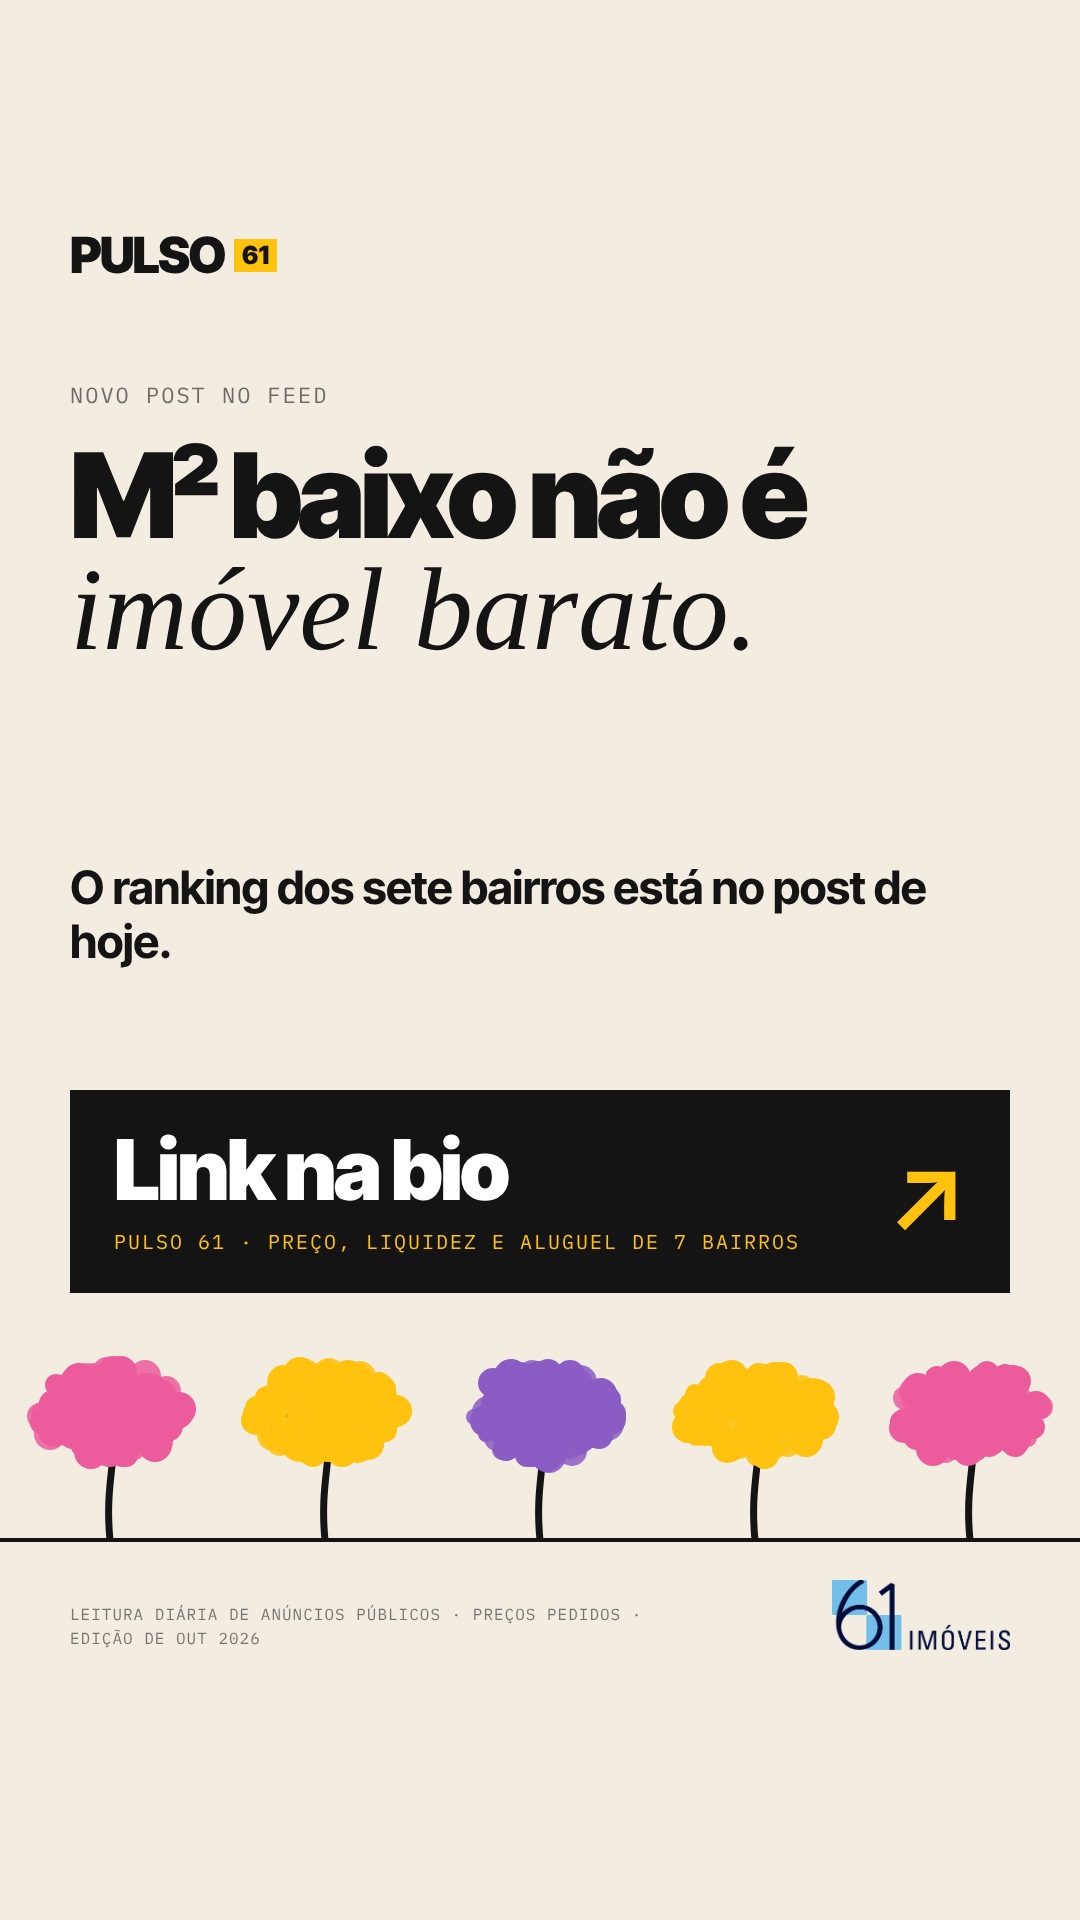 PULSO 61
NOVO POST NO FEED
M² baixo não é
imóvel barato.
O ranking dos sete bairros está no post de
hoje.
Link na bio
PULSO 61 · PREÇO, LIQUIDEZ E ALUGUEL DE 7 BAIRROS
LEITURA DIÁRIA DE ANÚNCIOS PÚBLICOS · PREÇOS PEDIDOS ·
EDIÇÃO DE OUT 2026
61 IMÓVEIS